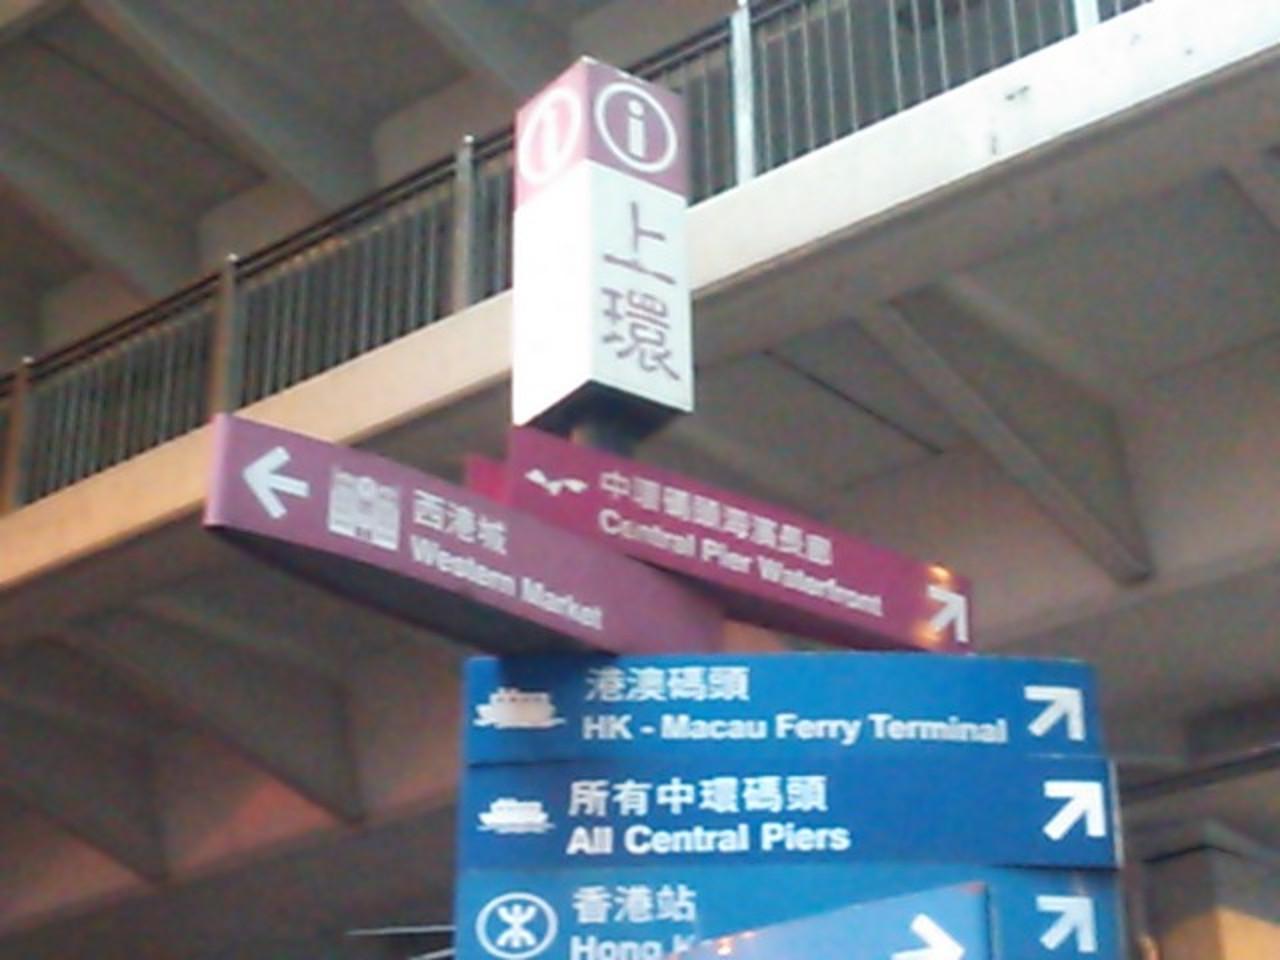 上環
西港城
Western Market
中環碼頭海濱長廊
Central Pier Waterfront
港澳碼頭
HK - Macau Ferry Terminal
所有中環碼頭
All Central Piers
香港站
Hong